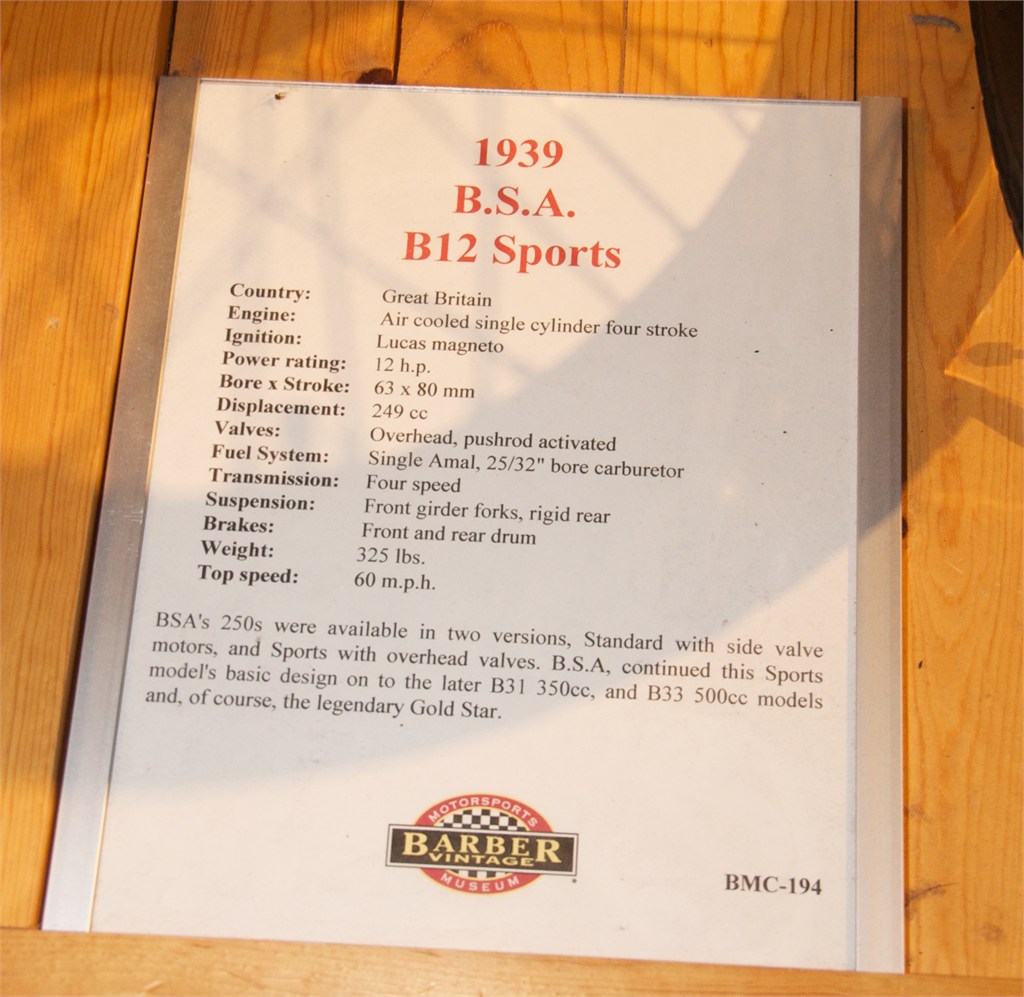 1939
B.S.A.
B12 Sports
Country: Great Britain
Engine: Air cooled single cylinder four stroke
Ignition: Lucas magneto
Power rating: 12 h.p.
Bore x Stroke: 63 x 80 mm
Displacement: 249 cc
Valves: Overhead, pushrod activated
Fuel System: Single Amal, 25/32" bore carburetor
Transmission: Four speed
Suspension: Front girder forks, rigid rear
Brakes: Front and rear drum
Weight: 325 lbs.
Top speed: 60 m.p.h.
BSA's 250s were available in two versions, Standard with side valve
motors, and Sports with overhead valves. B.S.A, continued this Sports
model's basic design on to the later B31 350cc, and B33 500cc models
and, of course, the legendary Gold Star.
MOTORSPORTS
BARBER
VINTAGE
MUSEUM
BMC-194